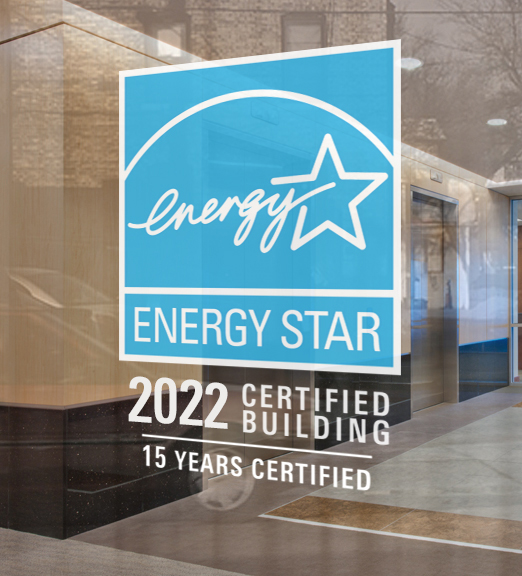 energy
ENERGY STAR
2022 CERTIFIED
BUILDING
15 YEARS CERTIFIED